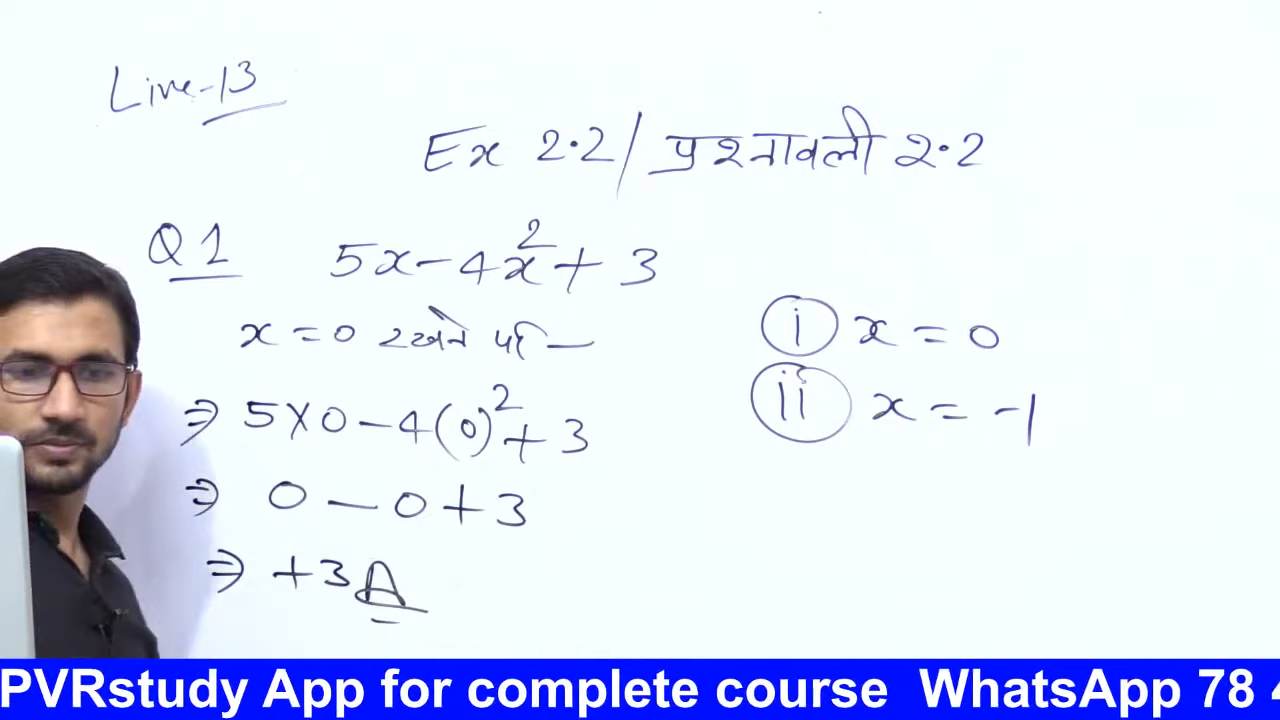 Live-13
Ex 2.2/ प्रश्नावली 2.2
Q1 5x-4x²+3
x=0 रखने पर —
i x = 0
ii x = -1
⇒ 5×0-4(0)²+3
⇒ 0-0+3
⇒ +3 A
PVRstudy App for complete course WhatsApp 78